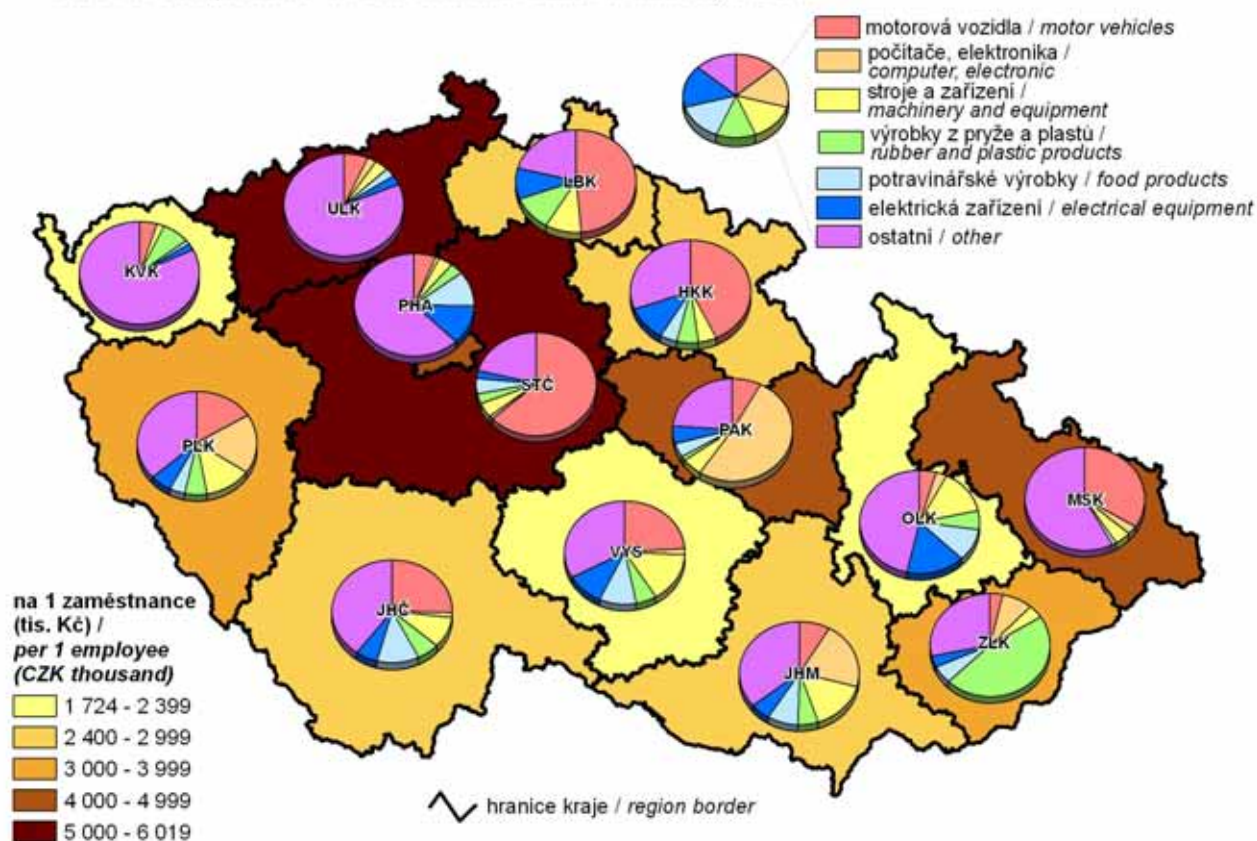 motorová vozidla / motor vehicles
počítače, elektronika /
computer, electronic
stroje a zařízení /
machinery and equipment
výrobky z pryže a plastů /
rubber and plastic products
potravinářské výrobky / food products
elektrická zařízení / electrical equipment
ostatní / other
LBK
ULK
KVK
HKK
PHA
STČ
PAK
PLK
MSK
OLK
VYS
JHČ
ZLK
JHM
na 1 zaměstnance
(tis. Kč) /
per 1 employee
(CZK thousand)
1 724 - 2 399
2 400 - 2 999
3 000 - 3 999
4 000 - 4 999
5 000 - 6 019
hranice kraje / region border